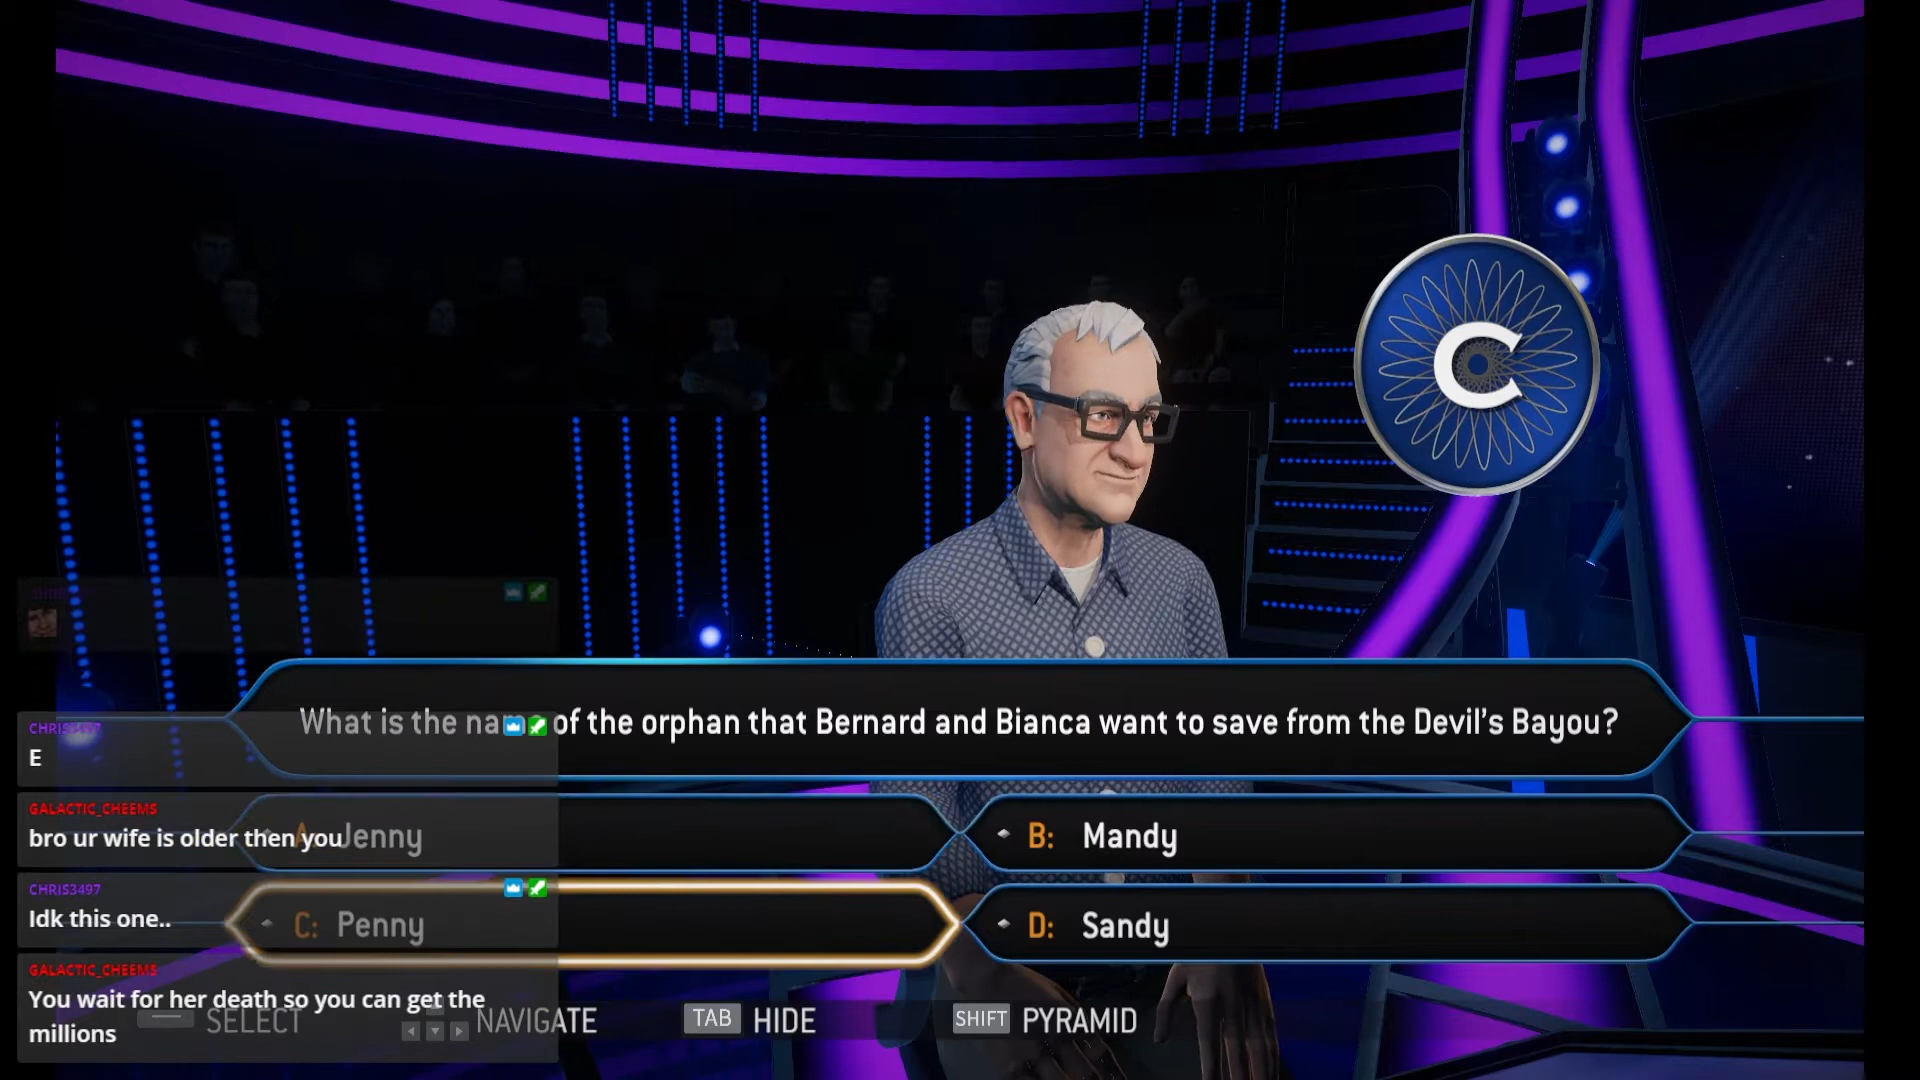 C
What is the name of the orphan that Bernard and Bianca want to save from the Devil's Bayou?
A: Jenny
B: Mandy
C: Penny
D: Sandy
CHRIS3497
E
GALACTIC_CHEEMS
bro ur wife is older then you
CHRIS3497
Idk this one..
GALACTIC_CHEEMS
You wait for her death so you can get the
millions
SELECT
NAVIGATE
TAB HIDE
SHIFT PYRAMID